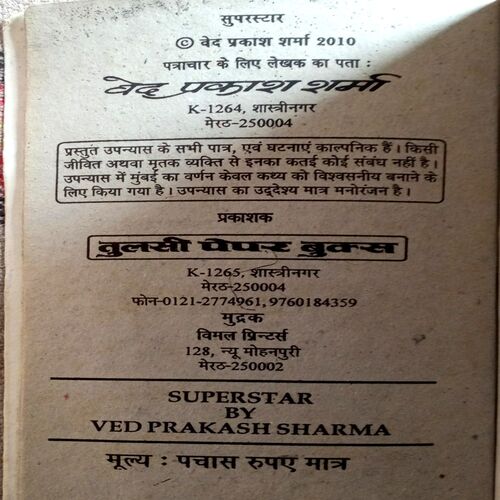 सुपरस्टार
© वेद प्रकाश शर्मा 2010
पत्राचार के लिए लेखक का पता :
वेद प्रकाश शर्मा
K-1264, शास्त्रीनगर
मेरठ-250004
प्रस्तुत उपन्यास के सभी पात्र, एवं घटनाएं काल्पनिक हैं। किसी
जीवित अथवा मृतक व्यक्ति से इनका कतई कोई संबंध नहीं है।
उपन्यास में मुंबई का वर्णन केवल कथ्य को विश्वसनीय बनाने के
लिए किया गया है। उपन्यास का उद्देश्य मात्र मनोरंजन है।
प्रकाशक
तुलसी पेपर बुक्स
K-1265, शास्त्रीनगर
मेरठ-250004
फोन-0121-2774961, 9760184359
मुद्रक
विमल प्रिन्टर्स
128, न्यू मोहनपुरी
मेरठ-250002
SUPERSTAR
BY
VED PRAKASH SHARMA
मूल्य : पचास रुपए मात्र